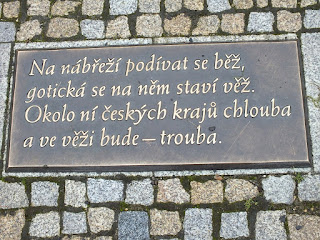 Na nábřeží podívat se běž,
gotická se na něm staví věž.
Okolo ní českých krajů chlouba
a ve věži bude – trouba.